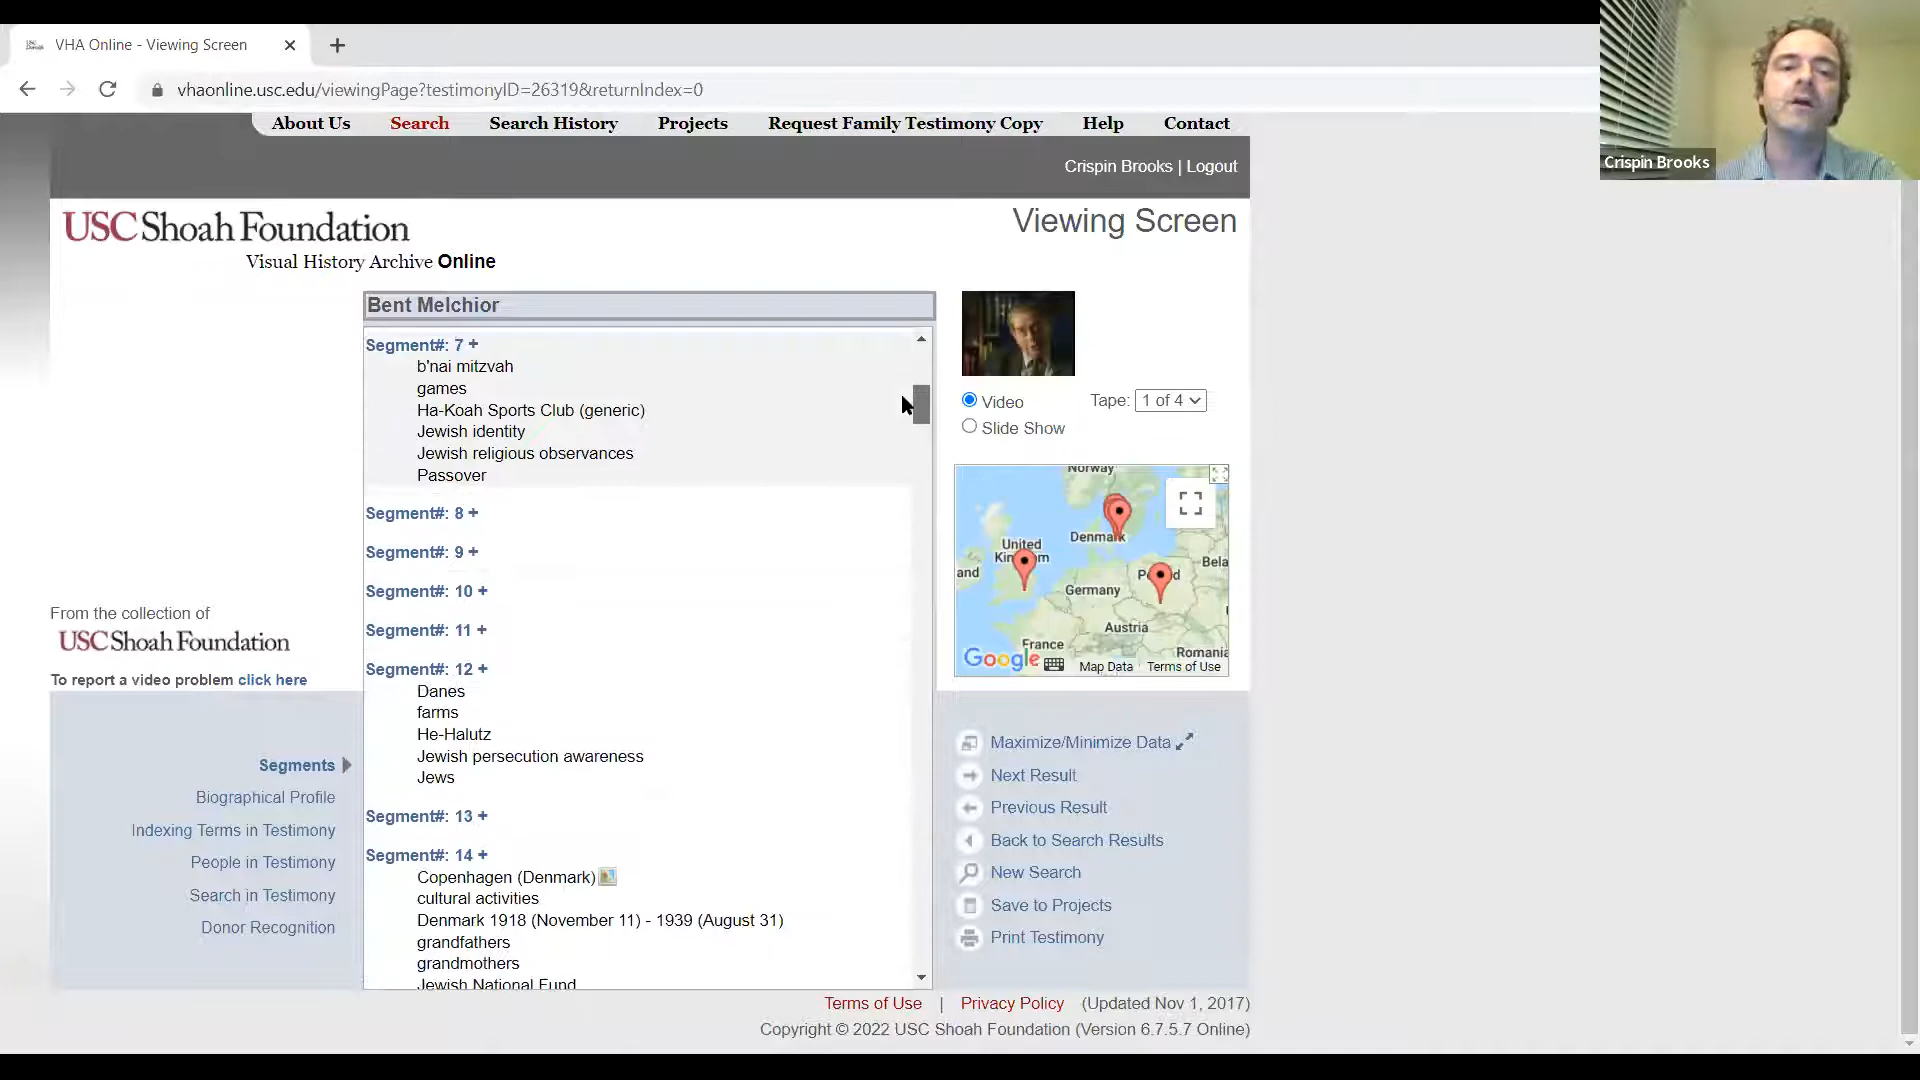 VHA Online - Viewing Screen
vhaonline.usc.edu/viewingPage?testimonyID=26319&returnIndex=0
About Us Search Search History Projects Request Family Testimony Copy Help Contact
Crispin Brooks | Logout
Crispin Brooks
USC Shoah Foundation
Visual History Archive Online
Viewing Screen
Bent Melchior
Segment#: 7 +
b'nai mitzvah
games
Ha-Koah Sports Club (generic)
Jewish identity
Jewish religious observances
Passover
Segment#: 8 +
Segment#: 9 +
Segment#: 10 +
Segment#: 11 +
Segment#: 12 +
Danes
farms
He-Halutz
Jewish persecution awareness
Jews
Segment#: 13 +
Segment#: 14 +
Copenhagen (Denmark)
cultural activities
Denmark 1918 (November 11) - 1939 (August 31)
grandfathers
grandmothers
Jewish National Fund
Video
Tape: 1 of 4
Slide Show
Norway
Denmark
United
Kingdom
and
Bela
Germany
Austria
France
Romania
Google
Map Data
Terms of Use
From the collection of
USC Shoah Foundation
To report a video problem click here
Segments
Biographical Profile
Indexing Terms in Testimony
People in Testimony
Search in Testimony
Donor Recognition
Maximize/Minimize Data
Next Result
Previous Result
Back to Search Results
New Search
Save to Projects
Print Testimony
Terms of Use | Privacy Policy (Updated Nov 1, 2017)
Copyright © 2022 USC Shoah Foundation (Version 6.7.5.7 Online)